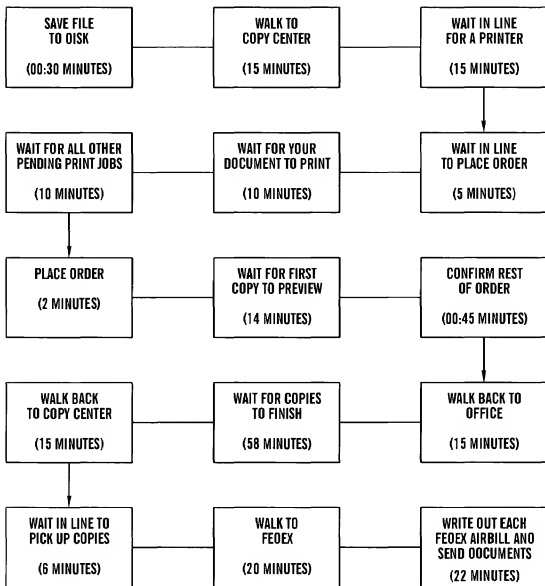 SAVE FILE
TO OISK
(00:30 MINUTES)
WALK TO
COPY CENTER
(15 MINUTES)
WAIT IN LINE
FOR A PRINTER
(15 MINUTES)
WAIT IN LINE
TO PLACE ORDER
(5 MINUTES)
WAIT FOR YOUR
DOCUMENT TO PRINT
(10 MINUTES)
WAIT FOR ALL OTHER
PENDING PRINT JOBS
(10 MINUTES)
PLACE ORDER
(2 MINUTES)
WAIT FOR FIRST
COPY TO PREVIEW
(14 MINUTES)
CONFIRM REST
OF ORDER
(00:45 MINUTES)
WALK BACK TO
OFFICE
(15 MINUTES)
WAIT FOR COPIES
TO FINISH
(58 MINUTES)
WALK BACK
TO COPY CENTER
(15 MINUTES)
WAIT IN LINE TO
PICK UP COPIES
(6 MINUTES)
WALK TO
FEOEX
(20 MINUTES)
WRITE OUT EACH
FEOEX AIRBILL ANO
SEND DOCUMENTS
(22 MINUTES)